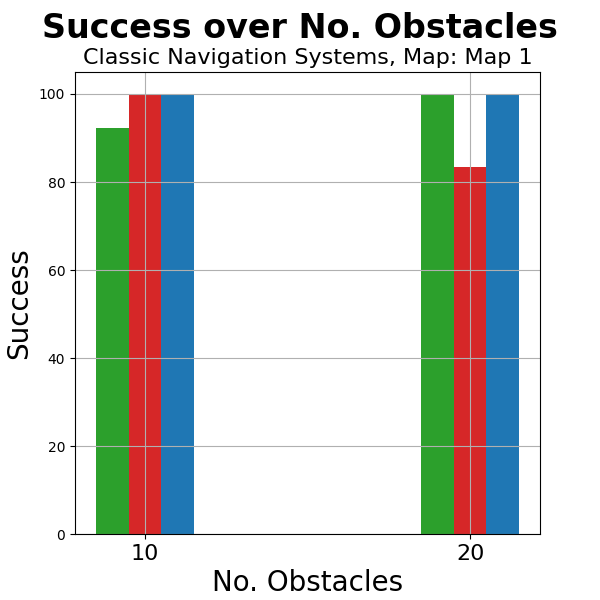 Success over No. Obstacles
Classic Navigation Systems, Map: Map 1
100
80
60
40
20
0
Success
10
20
No. Obstacles